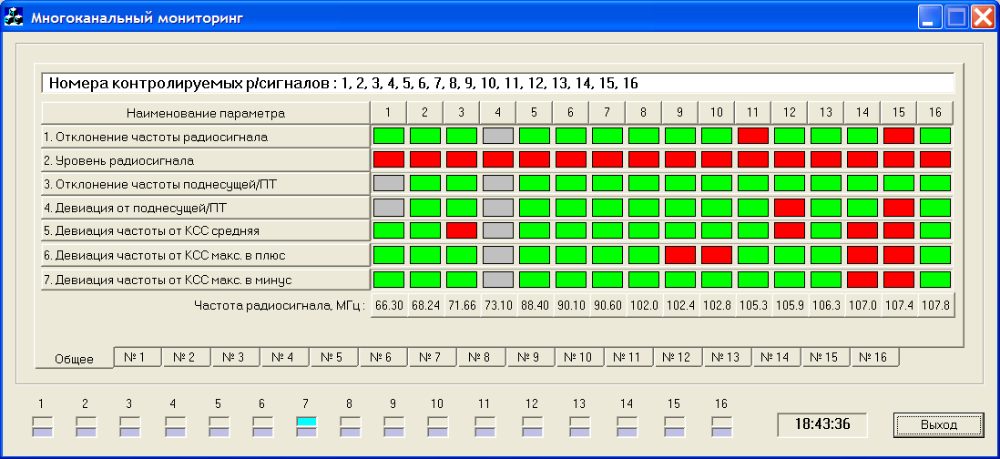 Многоканальный мониторинг
Номера контролируемых р/сигналов : 1, 2, 3, 4, 5, 6, 7, 8, 9, 10, 11, 12, 13, 14, 15, 16
Наименование параметра 1 2 3 4 5 6 7 8 9 10 11 12 13 14 15 16
1. Отклонение частоты радиосигнала
2. Уровень радиосигнала
3. Отклонение частоты поднесущей/ПТ
4. Девиация от поднесущей/ПТ
5. Девиация частоты от КСС средняя
6. Девиация частоты от КСС макс. в плюс
7. Девиация частоты от КСС макс. в минус
Частота радиосигнала, МГц : 66.30 68.24 71.66 73.10 88.40 90.10 90.60 102.0 102.4 102.8 105.3 105.9 106.3 107.0 107.4 107.8
Общее № 1 № 2 № 3 № 4 № 5 № 6 № 7 № 8 № 9 № 10 № 11 № 12 № 13 № 14 № 15 № 16
1 2 3 4 5 6 7 8 9 10 11 12 13 14 15 16
18:43:36 Выход